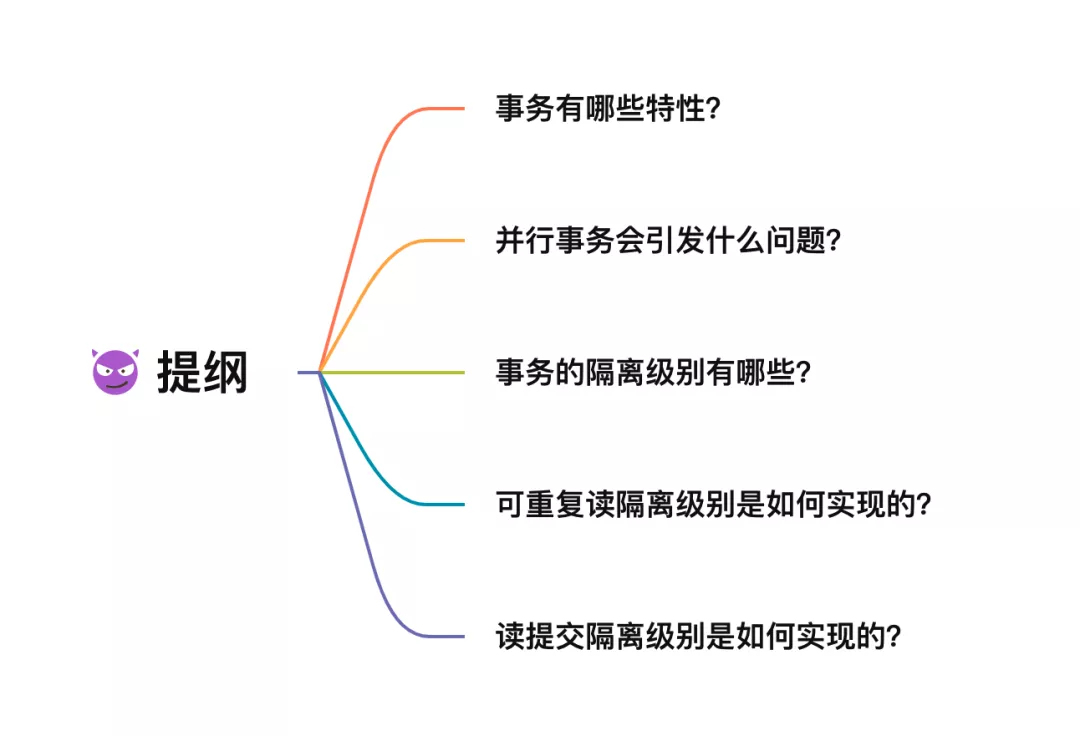 事务有哪些特性?
并行事务会引发什么问题?
提纲
事务的隔离级别有哪些?
可重复读隔离级别是如何实现的?
读提交隔离级别是如何实现的?